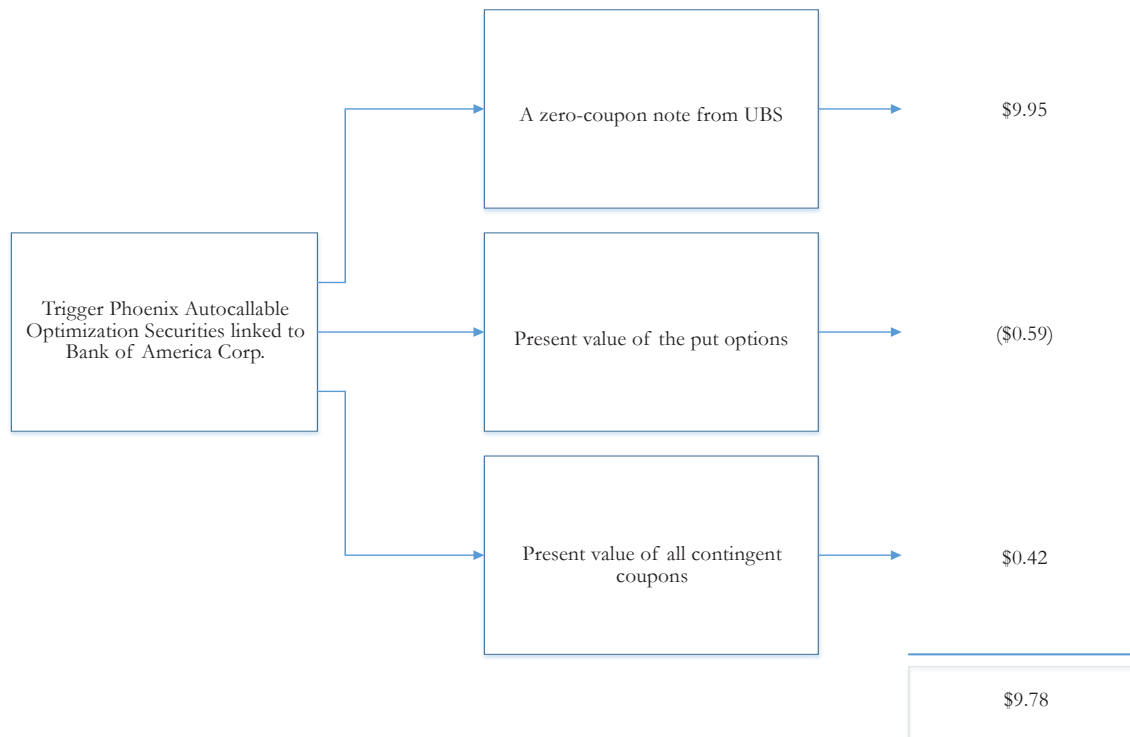 A zero-coupon note from UBS
$9.95
Trigger Phoenix Autocallable
Optimization Securities linked to
Bank of America Corp.
Present value of the put options
($0.59)
Present value of all contingent
coupons
$0.42
$9.78